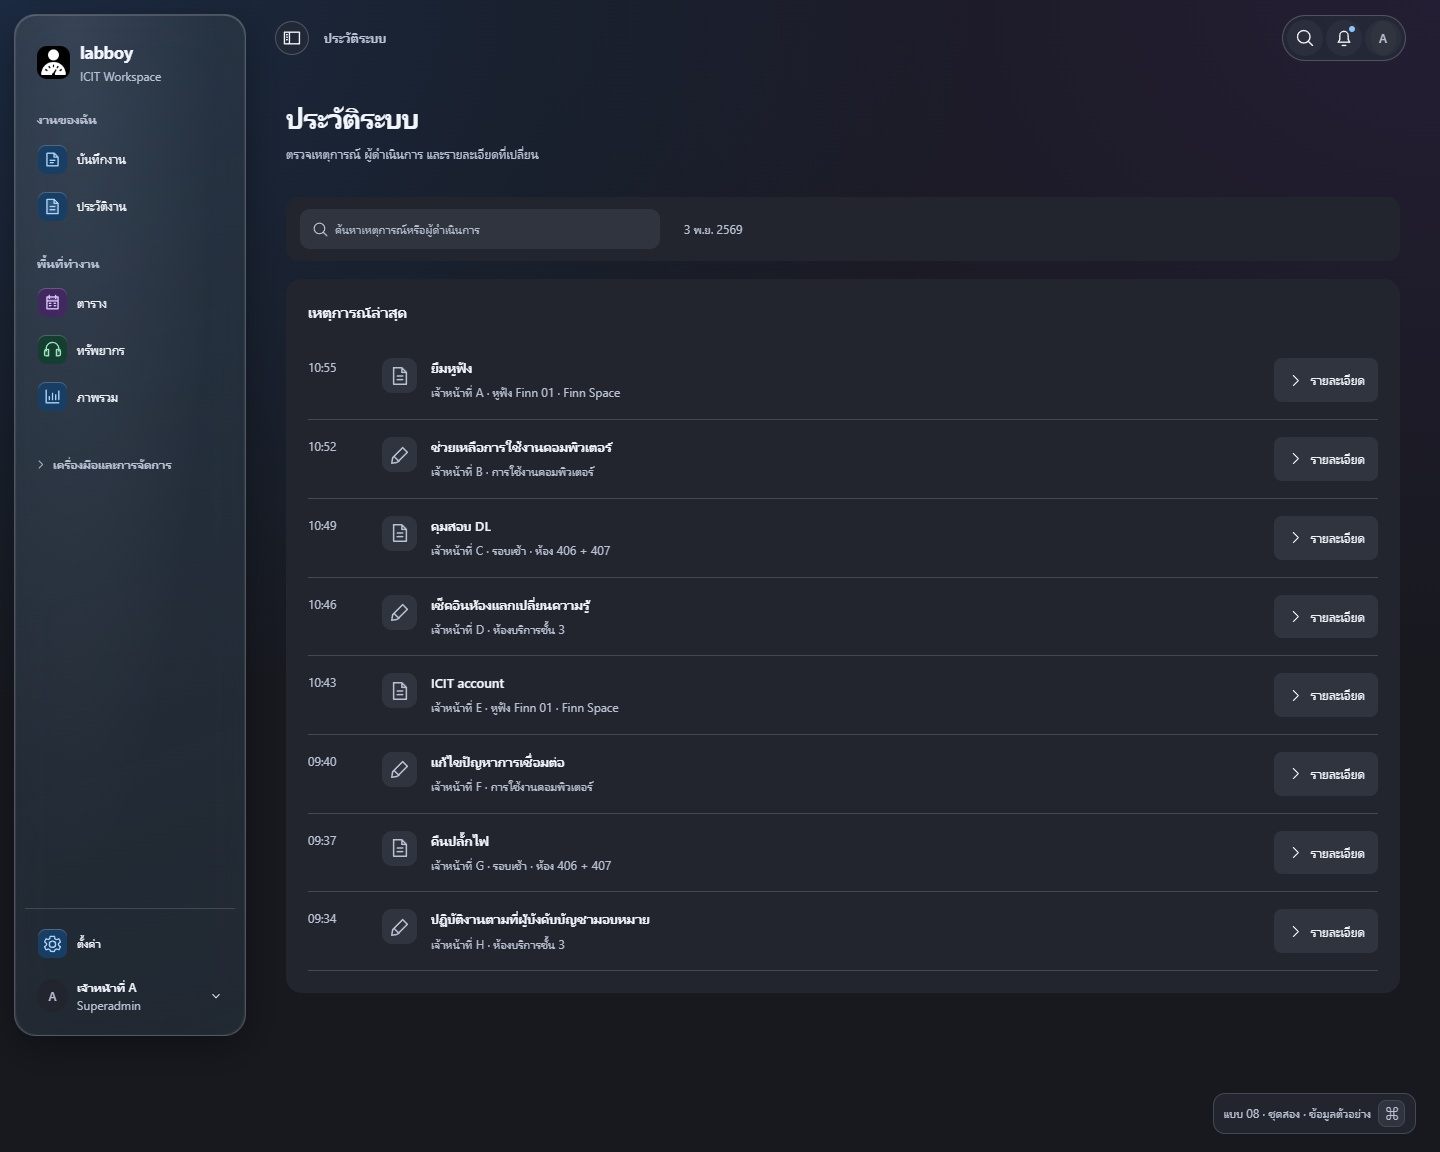 labboy
ICIT Workspace
งานของฉัน
บันทึกงาน
ประวัติงาน
พื้นที่ทำงาน
ตาราง
ทรัพยากร
ภาพรวม
เครื่องมือและการจัดการ
ตั้งค่า
A
เจ้าหน้าที่ A
Superadmin
ประวัติระบบ
A
ประวัติระบบ
ตรวจเหตุการณ์ ผู้ดำเนินการ และรายละเอียดที่เปลี่ยน
ค้นหาเหตุการณ์หรือผู้ดำเนินการ
3 พ.ย. 2569
เหตุการณ์ล่าสุด
10:55
ยืมหูฟัง
เจ้าหน้าที่ A · หูฟัง Finn 01 · Finn Space
รายละเอียด
10:52
ช่วยเหลือการใช้งานคอมพิวเตอร์
เจ้าหน้าที่ B · การใช้งานคอมพิวเตอร์
รายละเอียด
10:49
คุมสอบ DL
เจ้าหน้าที่ C · รอบเช้า · ห้อง 406 + 407
รายละเอียด
10:46
เช็คอินห้องแลกเปลี่ยนความรู้
เจ้าหน้าที่ D · ห้องบริการชั้น 3
รายละเอียด
10:43
ICIT account
เจ้าหน้าที่ E · หูฟัง Finn 01 · Finn Space
รายละเอียด
09:40
แก้ไขปัญหาการเชื่อมต่อ
เจ้าหน้าที่ F · การใช้งานคอมพิวเตอร์
รายละเอียด
09:37
คืนปลั๊กไฟ
เจ้าหน้าที่ G · รอบเช้า · ห้อง 406 + 407
รายละเอียด
09:34
ปฏิบัติงานตามที่ผู้บังคับบัญชามอบหมาย
เจ้าหน้าที่ H · ห้องบริการชั้น 3
รายละเอียด
แบบ 08 · ชุดสอง · ข้อมูลตัวอย่าง ⌘